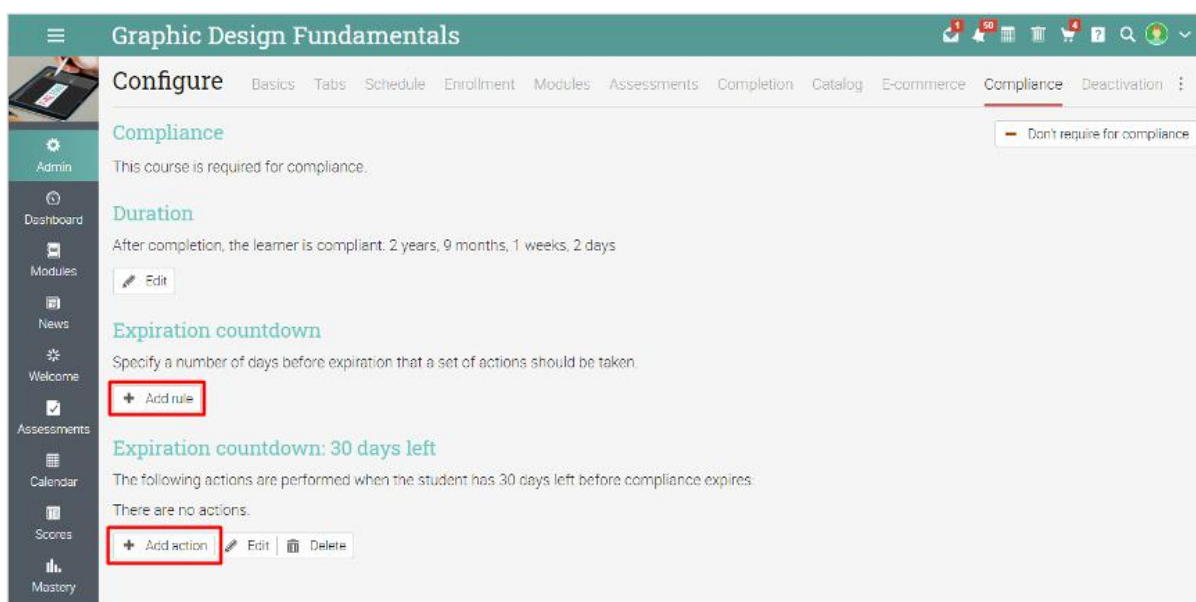 Graphic Design Fundamentals
1
50
4
Configure Basics Tabs Schedule Enrollment Modules Assessments Completion Catalog E-commerce Compliance Deactivation
Compliance
Don't require for compliance
This course is required for compliance.
Duration
After completion, the learner is compliant: 2 years, 9 months, 1 weeks, 2 days
Edit
Expiration countdown
Specify a number of days before expiration that a set of actions should be taken.
Add rule
Expiration countdown: 30 days left
The following actions are performed when the student has 30 days left before compliance expires:
There are no actions.
Add action Edit Delete
Admin
Dashboard
Modules
News
Welcome
Assessments
Calendar
Scores
Mastery